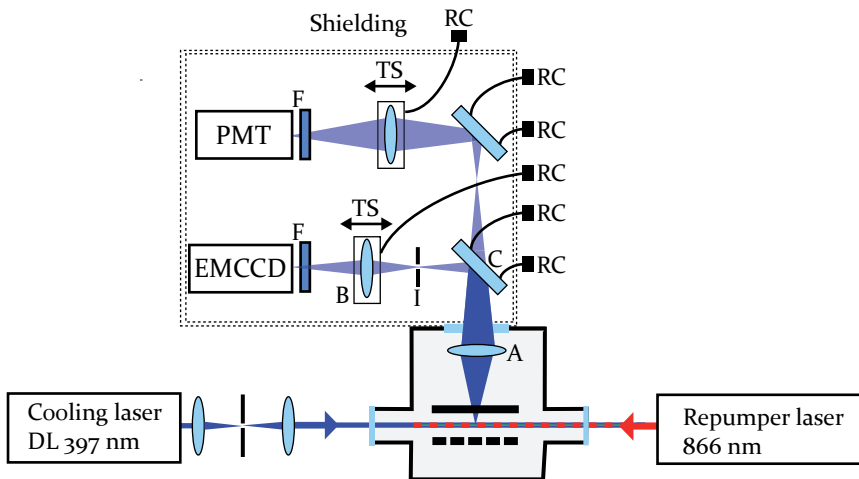 Shielding
RC
TS
RC
F
PMT
RC
RC
TS
RC
F
C
EMCCD
RC
B
I
A
Cooling laser
DL 397 nm
Repumper laser
866 nm